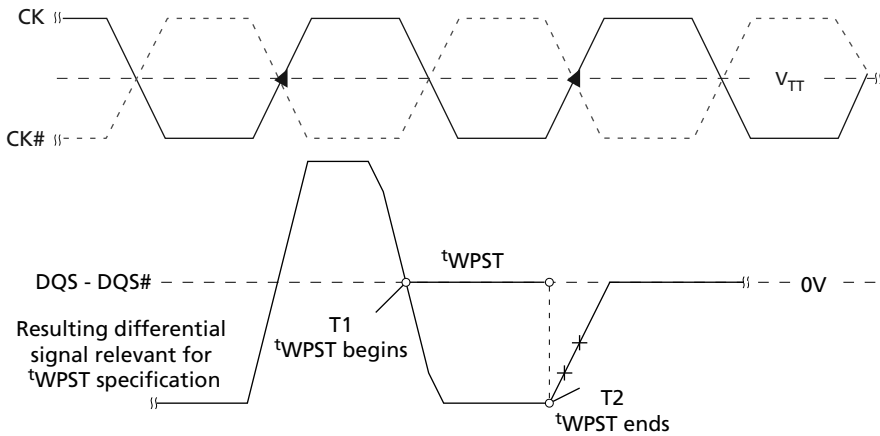 CK
V_TT
CK#
tWPST
DQS - DQS#
0V
Resulting differential
signal relevant for
tWPST specification
T1
tWPST begins
T2
tWPST ends